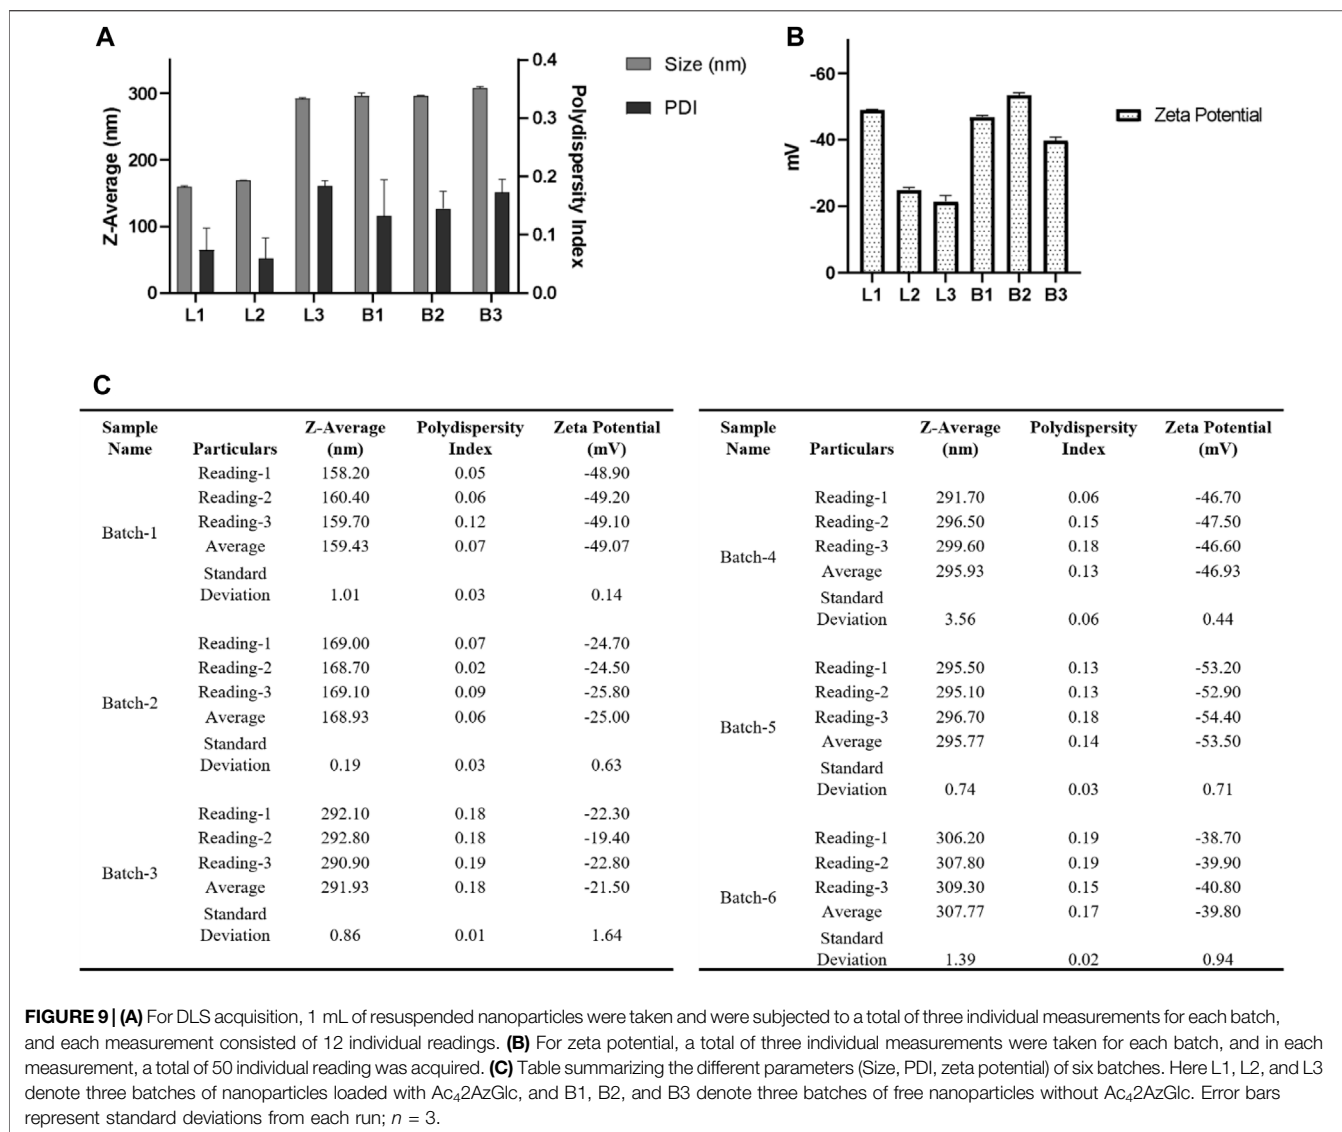 A
Z-Average (nm)
300
200
100
0
0.4
0.3
0.2
0.1
0.0
Polydispersity Index
Size (nm)
PDI
L1 L2 L3 B1 B2 B3
B
mV
-60
-40
-20
0
Zeta Potential
L1 L2 L3 B1 B2 B3
C
Sample Name Particulars Z-Average (nm) Polydispersity Index Zeta Potential (mV)
Batch-1
Reading-1 158.20 0.05 -48.90
Reading-2 160.40 0.06 -49.20
Reading-3 159.70 0.12 -49.10
Average 159.43 0.07 -49.07
Standard
Deviation 1.01 0.03 0.14
Batch-2
Reading-1 169.00 0.07 -24.70
Reading-2 168.70 0.02 -24.50
Reading-3 169.10 0.09 -25.80
Average 168.93 0.06 -25.00
Standard
Deviation 0.19 0.03 0.63
Batch-3
Reading-1 292.10 0.18 -22.30
Reading-2 292.80 0.18 -19.40
Reading-3 290.90 0.19 -22.80
Average 291.93 0.18 -21.50
Standard
Deviation 0.86 0.01 1.64
Sample Name Particulars Z-Average (nm) Polydispersity Index Zeta Potential (mV)
Batch-4
Reading-1 291.70 0.06 -46.70
Reading-2 296.50 0.15 -47.50
Reading-3 299.60 0.18 -46.60
Average 295.93 0.13 -46.93
Standard
Deviation 3.56 0.06 0.44
Batch-5
Reading-1 295.50 0.13 -53.20
Reading-2 295.10 0.13 -52.90
Reading-3 296.70 0.18 -54.40
Average 295.77 0.14 -53.50
Standard
Deviation 0.74 0.03 0.71
Batch-6
Reading-1 306.20 0.19 -38.70
Reading-2 307.80 0.19 -39.90
Reading-3 309.30 0.15 -40.80
Average 307.77 0.17 -39.80
Standard
Deviation 1.39 0.02 0.94
FIGURE 9 | (A) For DLS acquisition, 1 mL of resuspended nanoparticles were taken and were subjected to a total of three individual measurements for each batch,
and each measurement consisted of 12 individual readings. (B) For zeta potential, a total of three individual measurements were taken for each batch, and in each
measurement, a total of 50 individual reading was acquired. (C) Table summarizing the different parameters (Size, PDI, zeta potential) of six batches. Here L1, L2, and L3
denote three batches of nanoparticles loaded with Ac₄2AzGlc, and B1, B2, and B3 denote three batches of free nanoparticles without Ac₄2AzGlc. Error bars
represent standard deviations from each run; n = 3.